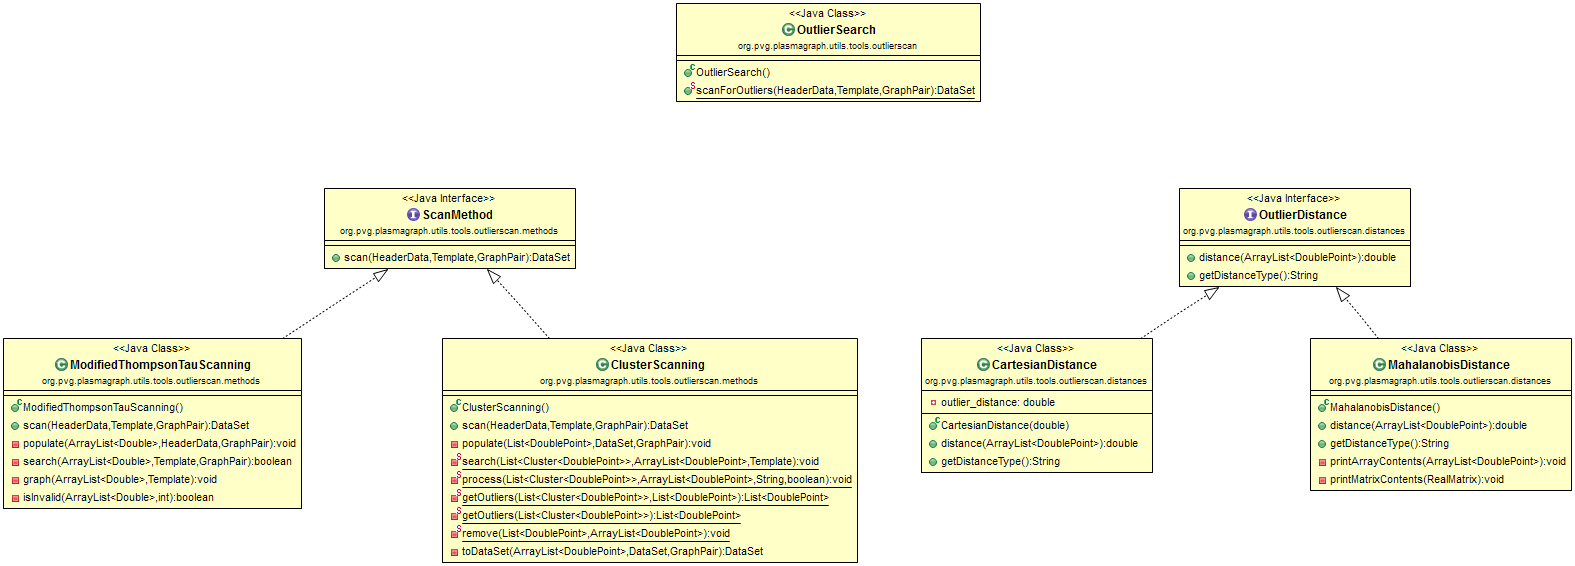 <<Java Class>>
OutlierSearch
org.pvg.plasmagraph.utils.tools.outlierscan
OutlierSearch()
scanForOutliers(HeaderData,Template,GraphPair):DataSet
<<Java Interface>>
ScanMethod
org.pvg.plasmagraph.utils.tools.outlierscan.methods
scan(HeaderData,Template,GraphPair):DataSet
<<Java Interface>>
OutlierDistance
org.pvg.plasmagraph.utils.tools.outlierscan.distances
distance(ArrayList<DoublePoint>):double
getDistanceType():String
<<Java Class>>
ModifiedThompsonTauScanning
org.pvg.plasmagraph.utils.tools.outlierscan.methods
ModifiedThompsonTauScanning()
scan(HeaderData,Template,GraphPair):DataSet
populate(ArrayList<Double>,HeaderData,GraphPair):void
search(ArrayList<Double>,Template,GraphPair):boolean
graph(ArrayList<Double>,Template):void
isInvalid(ArrayList<Double>,int):boolean
<<Java Class>>
ClusterScanning
org.pvg.plasmagraph.utils.tools.outlierscan.methods
ClusterScanning()
scan(HeaderData,Template,GraphPair):DataSet
populate(List<DoublePoint>,DataSet,GraphPair):void
search(List<Cluster<DoublePoint>>,ArrayList<DoublePoint>,Template):void
process(List<Cluster<DoublePoint>>,ArrayList<DoublePoint>,String,boolean):void
getOutliers(List<Cluster<DoublePoint>>,List<DoublePoint>):List<DoublePoint>
getOutliers(List<Cluster<DoublePoint>>):List<DoublePoint>
remove(List<DoublePoint>,ArrayList<DoublePoint>):void
toDataSet(ArrayList<DoublePoint>,DataSet,GraphPair):DataSet
<<Java Class>>
CartesianDistance
org.pvg.plasmagraph.utils.tools.outlierscan.distances
outlier_distance: double
CartesianDistance(double)
distance(ArrayList<DoublePoint>):double
getDistanceType():String
<<Java Class>>
MahalanobisDistance
org.pvg.plasmagraph.utils.tools.outlierscan.distances
MahalanobisDistance()
distance(ArrayList<DoublePoint>):double
getDistanceType():String
printArrayContents(ArrayList<DoublePoint>):void
printMatrixContents(RealMatrix):void